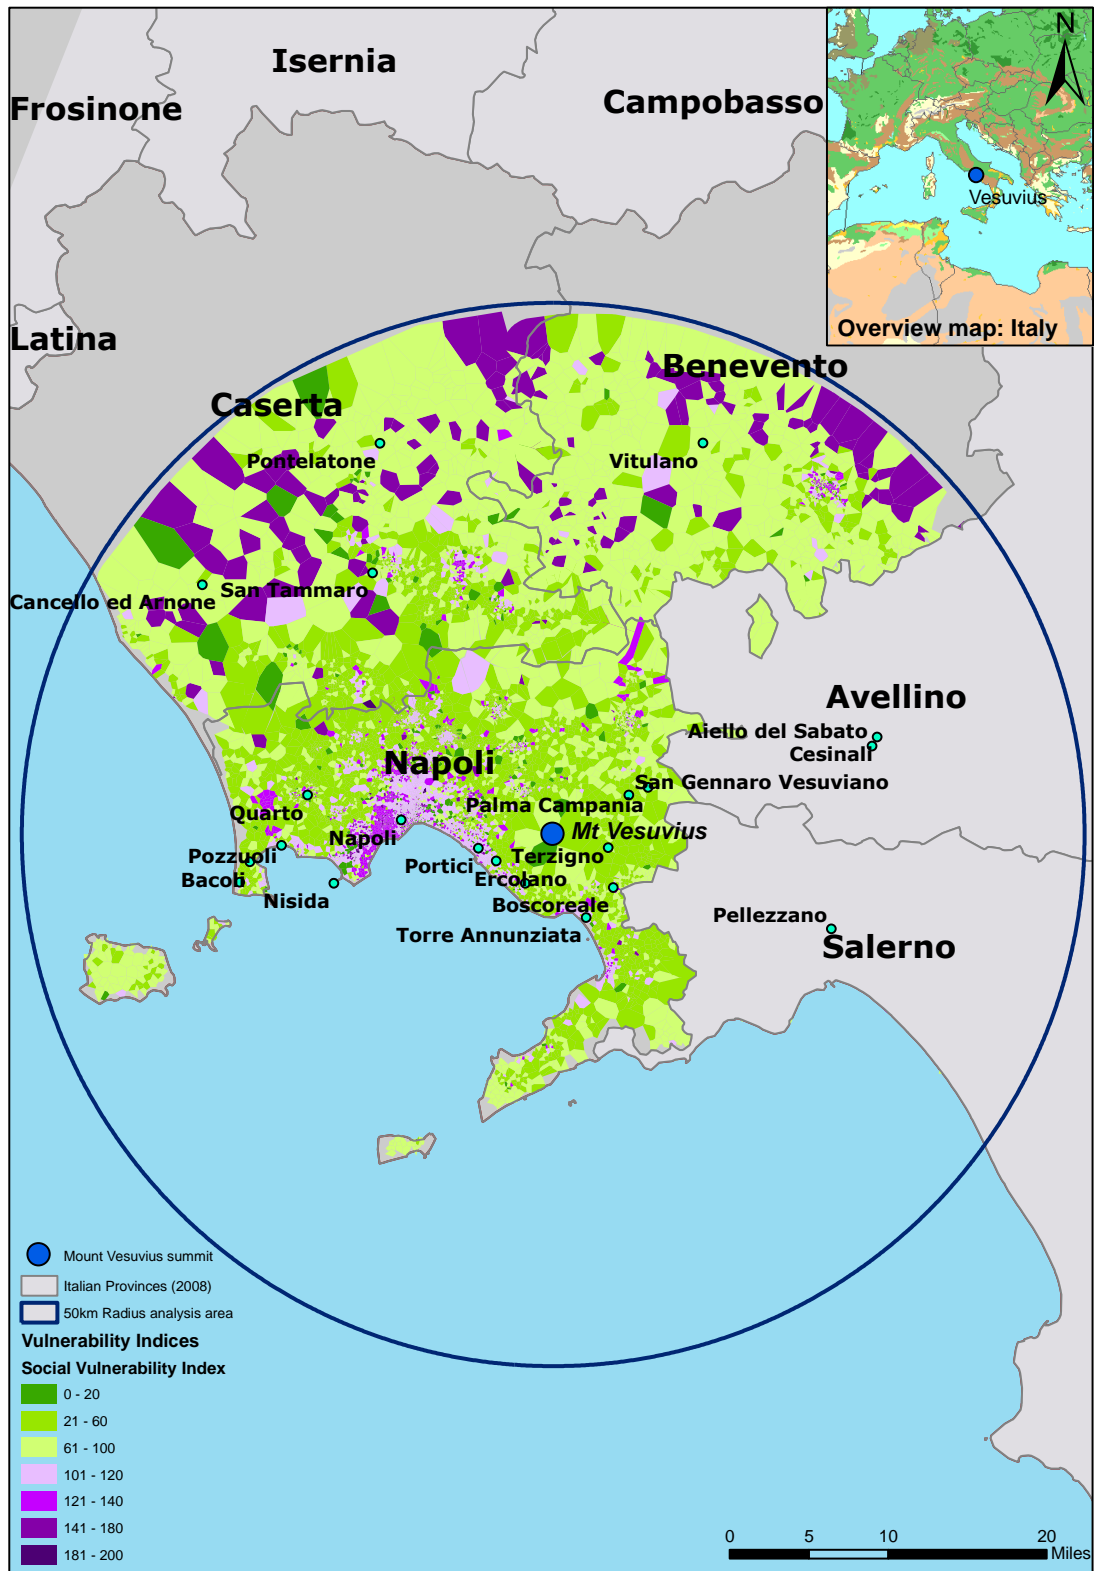 Isernia
Frosinone
Campobasso
N
Vesuvius
Overview map: Italy
Latina
Benevento
Caserta
Pontelatone
Vitulano
Cancello ed Arnone
San Tammaro
Avellino
Aiello del Sabato
Cesinali
Napoli
San Gennaro Vesuviano
Palma Campania
Quarto
Napoli
Mt Vesuvius
Pozzuoli
Portici
Terzigno
Bacoli
Ercolano
Nisida
Boscoreale
Torre Annunziata
Pellezzano
Salerno
Mount Vesuvius summit
Italian Provinces (2008)
50km Radius analysis area
Vulnerability Indices
Social Vulnerability Index
0 - 20
21 - 60
61 - 100
101 - 120
121 - 140
141 - 180
181 - 200
0 5 10 20
Miles